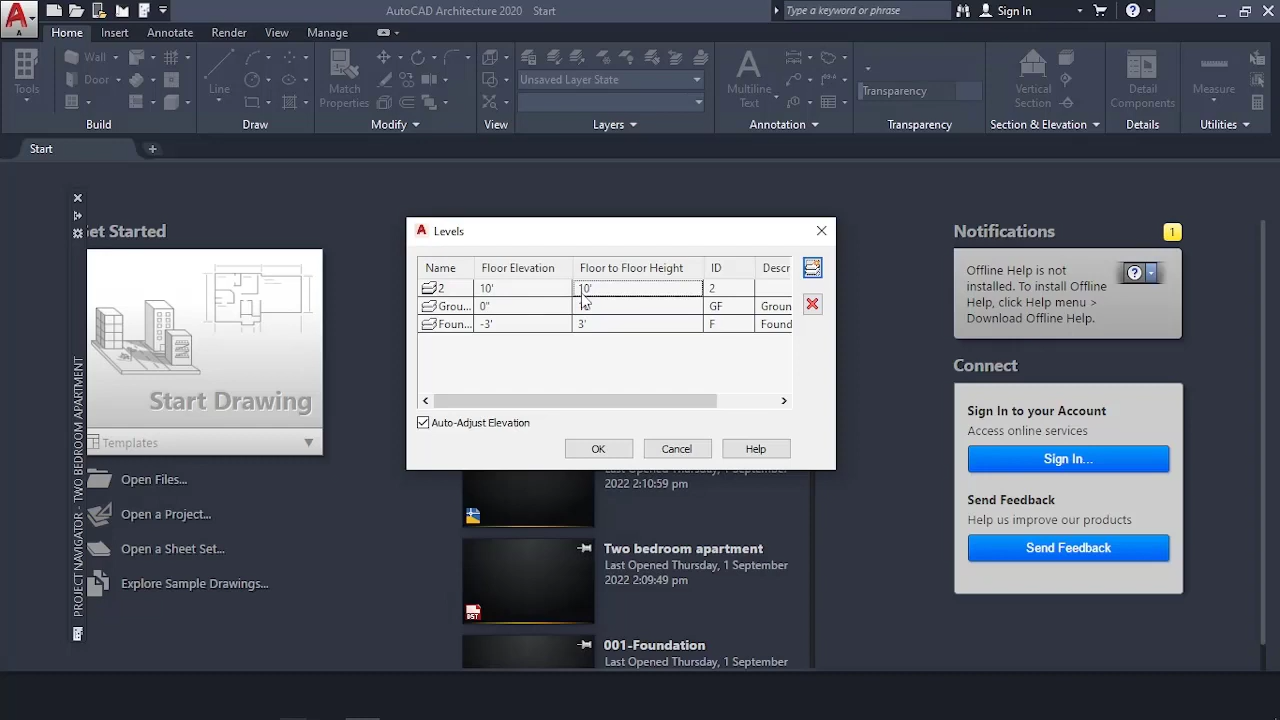 AutoCAD Architecture 2020 Start
Type a keyword or phrase
Sign In
Home Insert Annotate Render View Manage
Tools
Wall
Door
Build
Line
Draw
Match
Properties
Modify
View
Unsaved Layer State
Layers
Multiline
Text
Annotation
Transparency
Transparency
Vertical
Section
Section & Elevation
Detail
Components
Details
Measure
Utilities
Start
Get Started
Start Drawing
Templates
Open Files...
Open a Project...
Open a Sheet Set...
Explore Sample Drawings...
PROJECT NAVIGATOR - TWO BEDROOM APARTMENT
Levels
Name Floor Elevation Floor to Floor Height ID Descr
2 10' 10' 2
Grou... 0" GF Groun
Foun... -3' 3' F Found
Auto-Adjust Elevation
OK Cancel Help
Last Opened Thursday, 1 September
2022 2:10:59 pm
Two bedroom apartment
Last Opened Thursday, 1 September
2022 2:09:49 pm
DST
001-Foundation
Last Opened Thursday, 1 September
Notifications 1
Offline Help is not
installed. To install Offline
Help, click Help menu >
Download Offline Help.
Connect
Sign In to your Account
Access online services
Sign In...
Send Feedback
Help us improve our products
Send Feedback